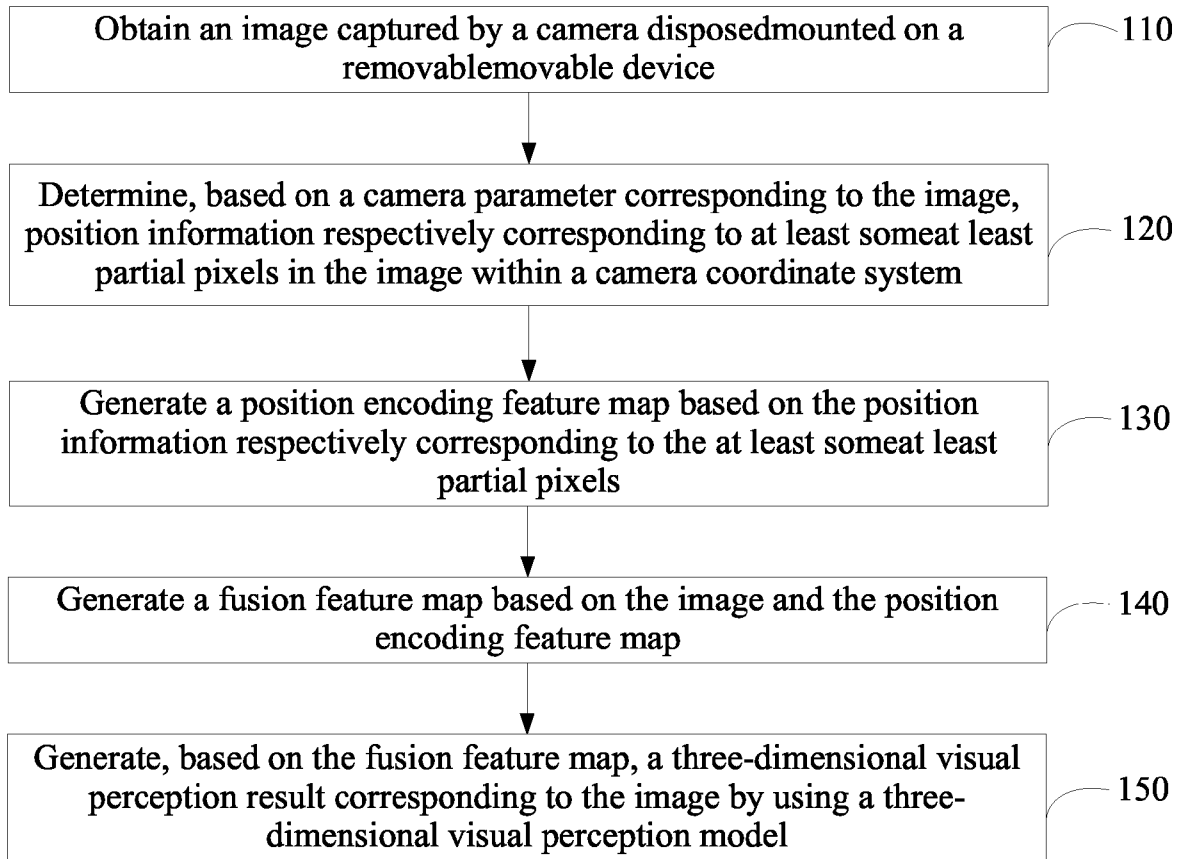 Obtain an image captured by a camera disposedmounted on a
removablemovable device
110
Determine, based on a camera parameter corresponding to the image,
position information respectively corresponding to at least someat least
partial pixels in the image within a camera coordinate system
120
Generate a position encoding feature map based on the position
information respectively corresponding to the at least someat least
partial pixels
130
Generate a fusion feature map based on the image and the position
encoding feature map
140
Generate, based on the fusion feature map, a three-dimensional visual
perception result corresponding to the image by using a three-
dimensional visual perception model
150